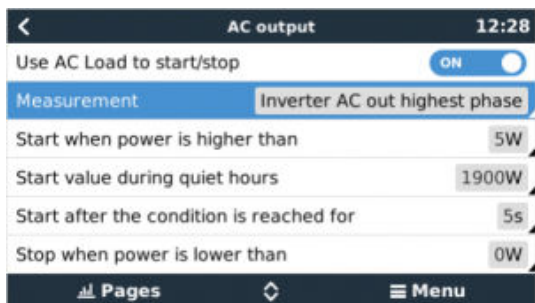 AC output 12:28
Use AC Load to start/stop ON
Measurement Inverter AC out highest phase
Start when power is higher than 5W
Start value during quiet hours 1900W
Start after the condition is reached for 5s
Stop when power is lower than 0W
Pages Menu